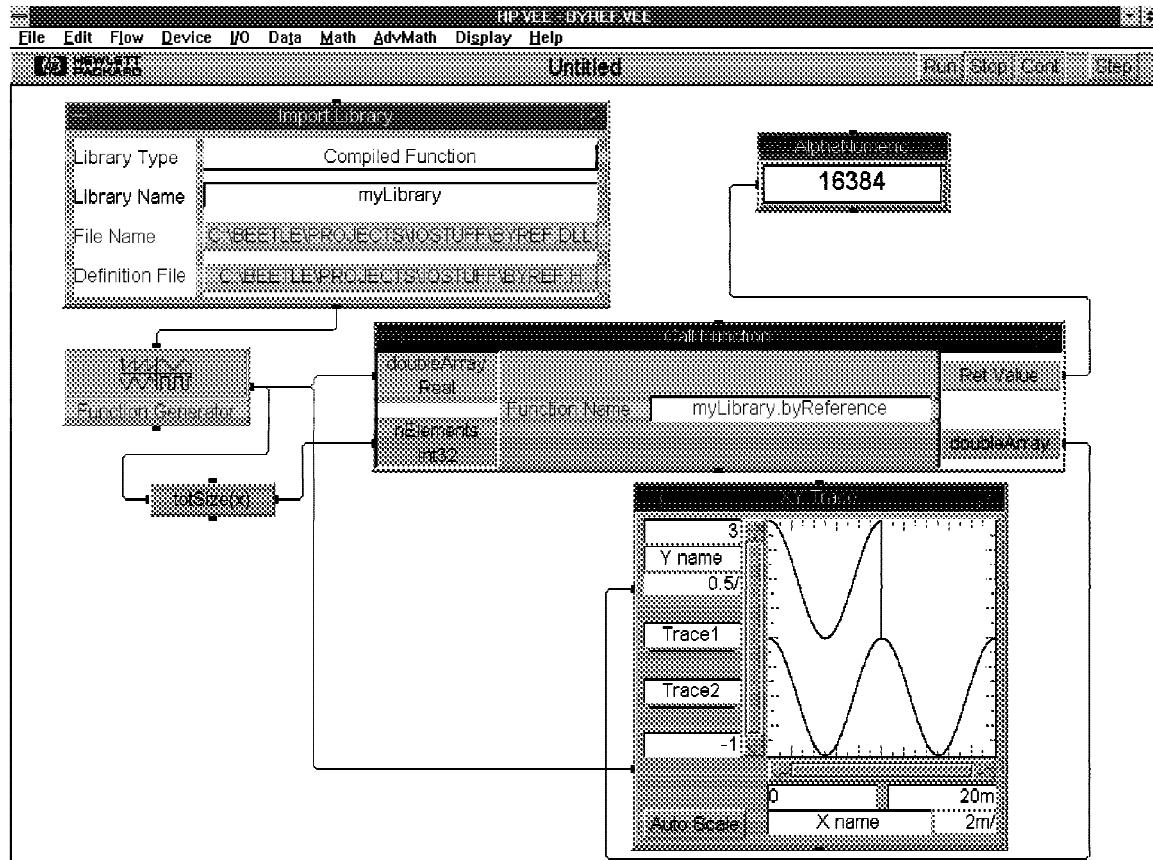 HP VEE - BYREF.VEE
File Edit Flow Device I/O Data Math AdvMath Display Help
HEWLETT PACKARD Untitled Run Stop Cont Step
Import Library
Library Type Compiled Function
Library Name myLibrary
File Name C:\BEETLE\PROJECTS\IOSTUFF\BYREF.DLL
Definition File C:\BEETLE\PROJECTS\IOSTUFF\BYREF.H
AlphaNumeric
16384
Function Generator
totSize(x)
Call Function
doubleArray
Real
nElements
Int32
Function Name myLibrary.byReference
Ret Value
doubleArray
XY Trace
3
Y name
0.5/
Trace1
Trace2
-1
Auto Scale
0 20m
X name 2m/